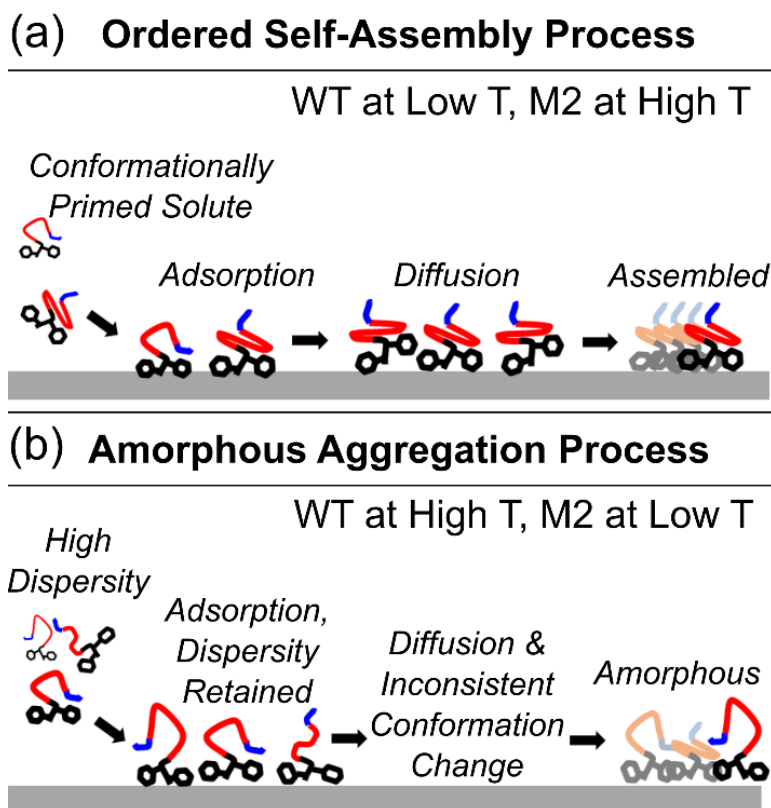 (a) Ordered Self-Assembly Process
WT at Low T, M2 at High T
Conformationally
Primed Solute
Adsorption
Diffusion
Assembled
(b) Amorphous Aggregation Process
WT at High T, M2 at Low T
High
Dispersity
Adsorption,
Dispersity
Retained
Diffusion &
Inconsistent
Conformation
Change
Amorphous